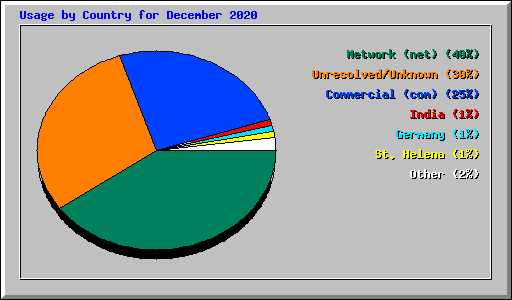 Usage by Country for December 2020
Network (net) (40%)
Unresolved/Unknown (30%)
Commercial (com) (25%)
India (1%)
Germany (1%)
St. Helena (1%)
Other (2%)